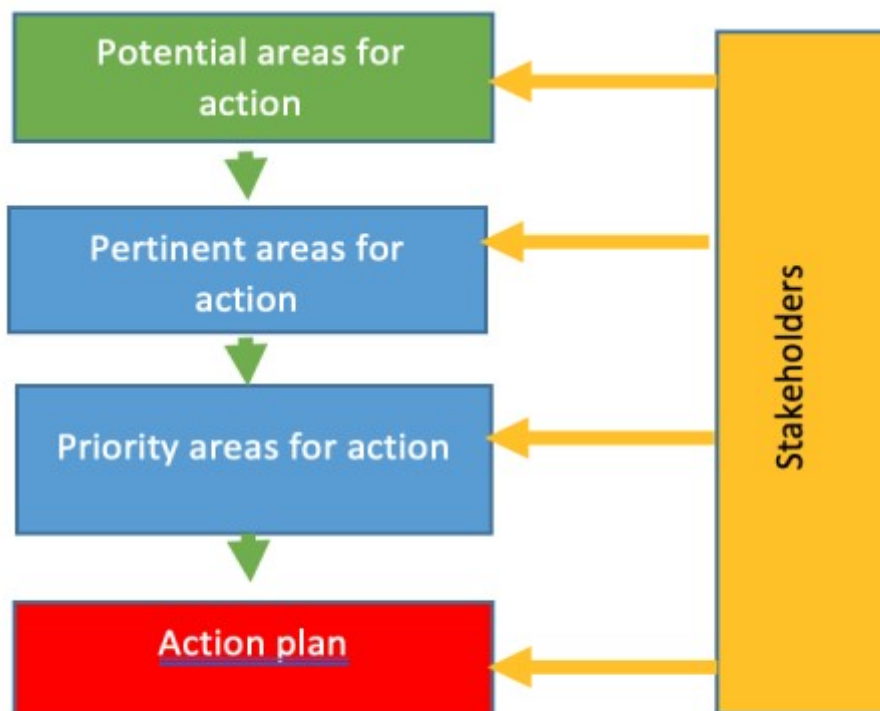 Potential areas for
action
Pertinent areas for
action
Priority areas for action
Action plan
Stakeholders